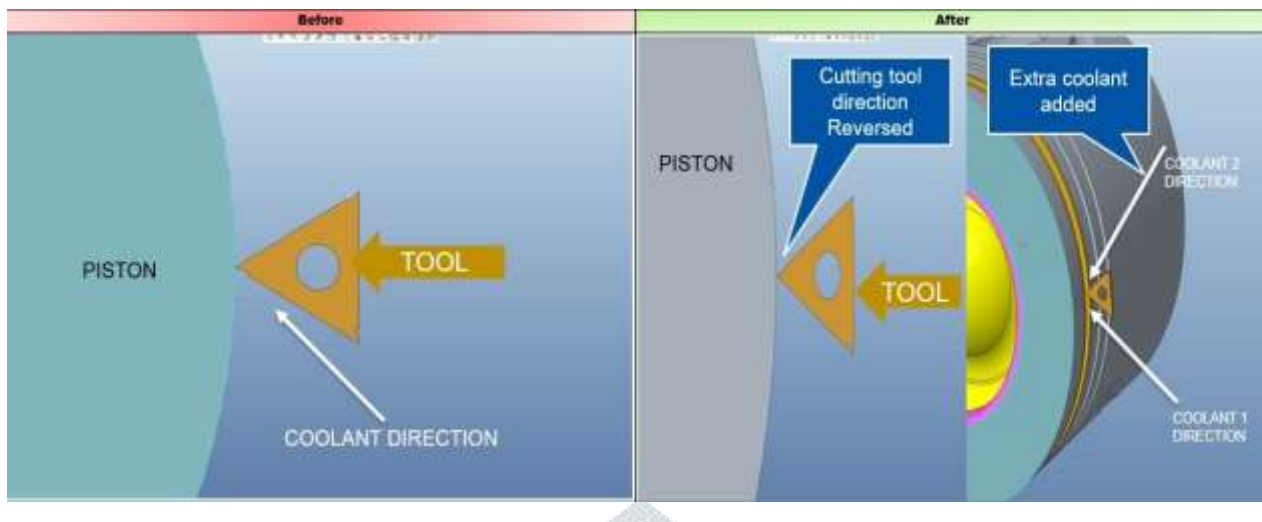 Before
PISTON
TOOL
COOLANT DIRECTION
After
Cutting tool
direction
Reversed
PISTON
TOOL
Extra coolant
added
COOLANT 2
DIRECTION
COOLANT 1
DIRECTION